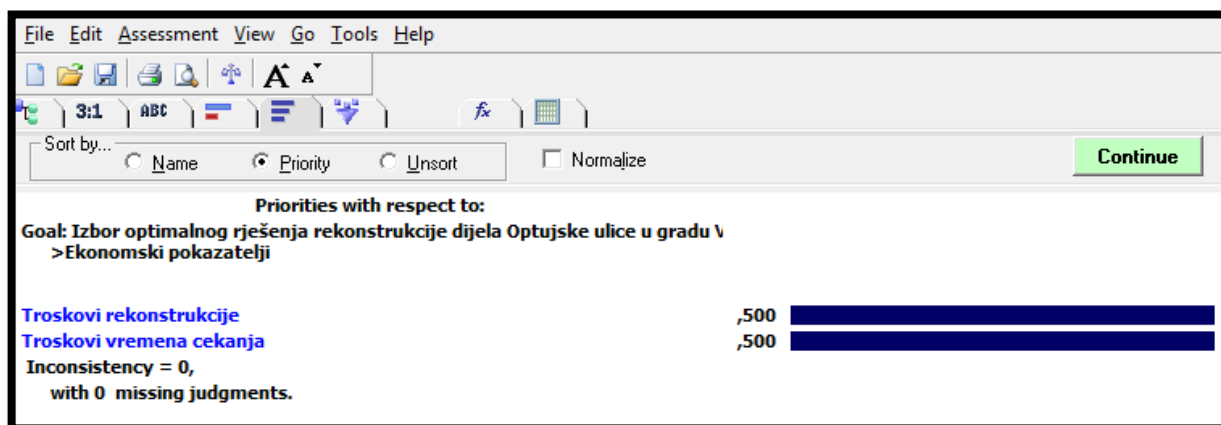 File Edit Assessment View Go Tools Help
A A
3:1 ABC fx
Sort by... Name Priority Unsort Normalize Continue
Priorities with respect to:
Goal: Izbor optimalnog rješenja rekonstrukcije dijela Optujske ulice u gradu V
>Ekonomski pokazatelji
Troskovi rekonstrukcije ,500
Troskovi vremena cekanja ,500
Inconsistency = 0,
with 0 missing judgments.